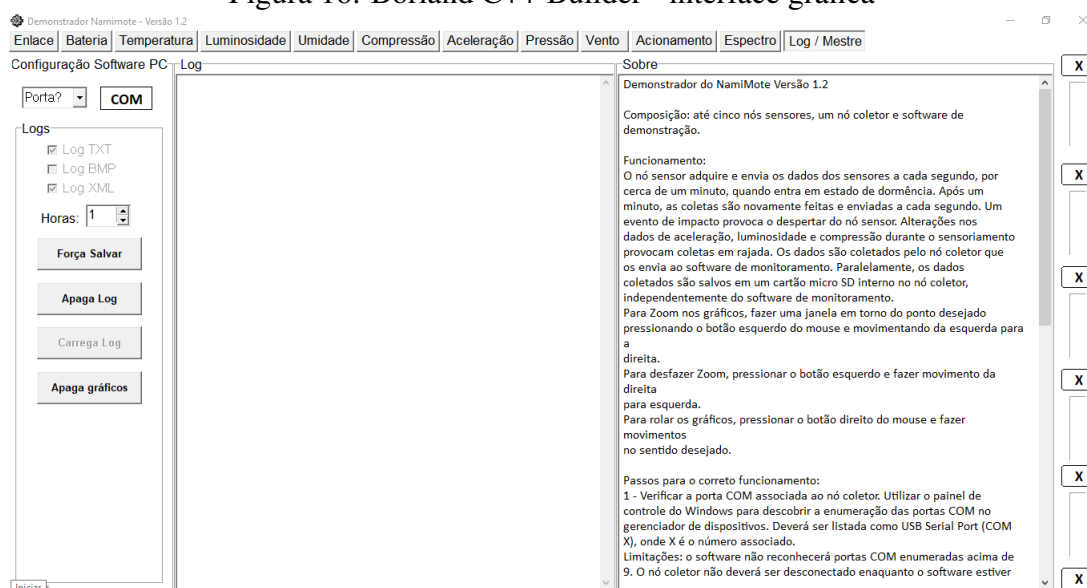 Figura 18: Borland C++ Builder - interface gráfica
Demonstrador Namimote - Versão 1.2
Enlace Bateria Temperatura Luminosidade Umidade Compressão Aceleração Pressão Vento Acionamento Espectro Log / Mestre
Configuração Software PC
Porta? COM
Logs
Log TXT
Log BMP
Log XML
Horas: 1
Força Salvar
Apaga Log
Carrega Log
Apaga gráficos
Iniciar
Log
Sobre
Demonstrador do NamiMote Versão 1.2
Composição: até cinco nós sensores, um nó coletor e software de
demonstração.
Funcionamento:
O nó sensor adquire e envia os dados dos sensores a cada segundo, por
cerca de um minuto, quando entra em estado de dormência. Após um
minuto, as coletas são novamente feitas e enviadas a cada segundo. Um
evento de impacto provoca o despertar do nó sensor. Alterações nos
dados de aceleração, luminosidade e compressão durante o sensoriamento
provocam coletas em rajada. Os dados são coletados pelo nó coletor que
os envia ao software de monitoramento. Paralelamente, os dados
coletados são salvos em um cartão micro SD interno no nó coletor,
independentemente do software de monitoramento.
Para Zoom nos gráficos, fazer uma janela em torno do ponto desejado
pressionando o botão esquerdo do mouse e movimentando da esquerda para
a
direita.
Para desfazer Zoom, pressionar o botão esquerdo e fazer movimento da
direita
para esquerda.
Para rolar os gráficos, pressionar o botão direito do mouse e fazer
movimentos
no sentido desejado.
Passos para o correto funcionamento:
1 - Verificar a porta COM associada ao nó coletor. Utilizar o painel de
controle do Windows para descobrir a enumeração das portas COM no
gerenciador de dispositivos. Deverá ser listada como USB Serial Port (COM
X), onde X é o número associado.
Limitações: o software não reconhecerá portas COM enumeradas acima de
9. O nó coletor não deverá ser desconectado enaquanto o software estiver
X
X
X
X
X
X